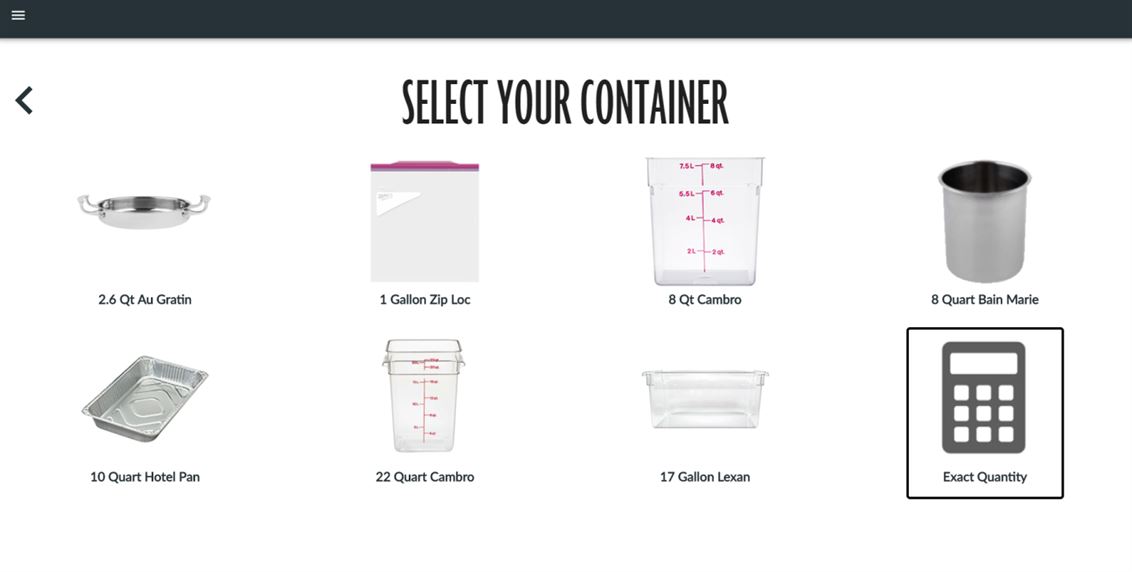 SELECT YOUR CONTAINER
7.5L 8 qt.
5.5L 6 qt.
4L 4 qt.
2L 2 qt.
2.6 Qt Au Gratin
1 Gallon Zip Loc
8 Qt Cambro
8 Quart Bain Marie
10 Quart Hotel Pan
22 Quart Cambro
17 Gallon Lexan
Exact Quantity